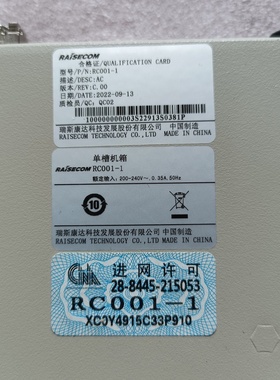 RAISECOM
合格证/QUALIFICATION CARD
型号/P/N:RC001-1
描述/DESC:AC
版本/REV:C.00
日期/DATE:2022-09-13
质检员/QC: QC02
瑞斯康达科技发展股份有限公司 中国制造
RAISECOM TECHNOLOGY CO.,LTD. MADE IN CHINA
RAISECOM
单槽机箱
RC001-1
额定输入: 200-240V~, 0.35A, 50Hz
10
瑞斯康达科技发展股份有限公司 中国制造
RAISECOM TECHNOLOGY CO.,LTD. MADE IN CHINA
进网许可
28-8445-215053
RC001-1
XC0Y4915C33P910